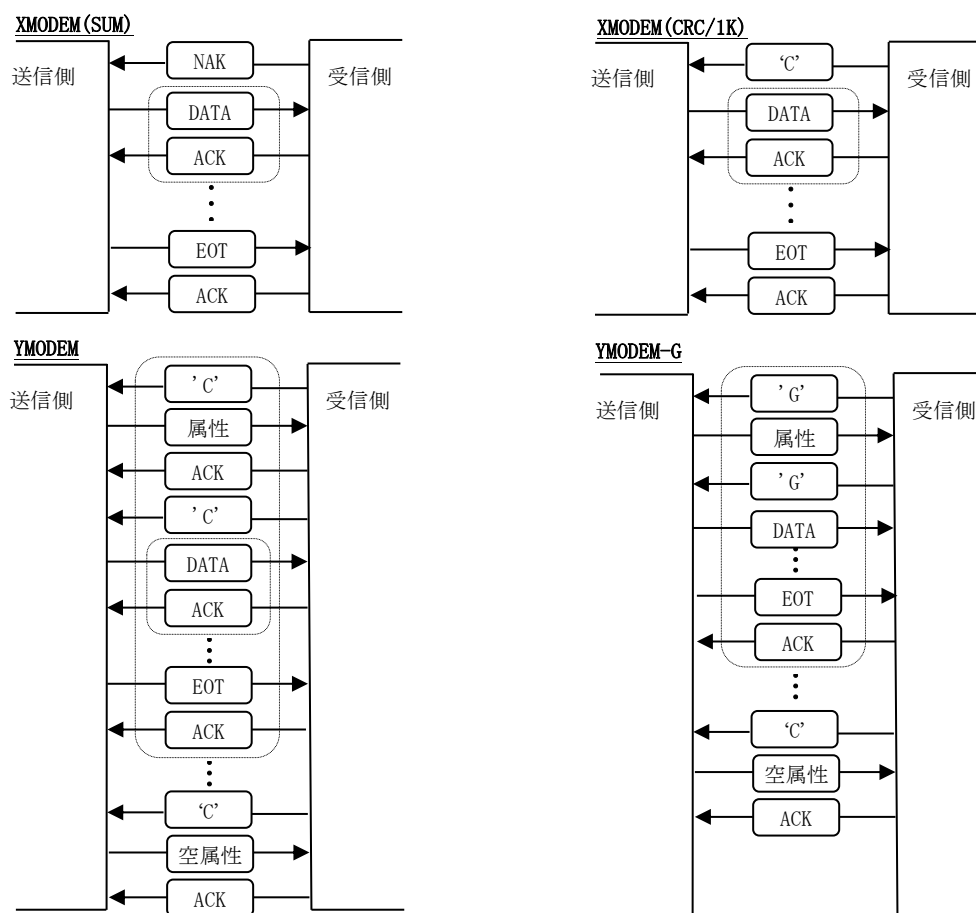 XMODEM(SUM)
送信側
受信側
NAK
DATA
ACK
EOT
ACK
XMODEM(CRC/1K)
送信側
受信側
‘C’
DATA
ACK
EOT
ACK
YMODEM
送信側
受信側
’C’
属性
ACK
’C’
DATA
ACK
EOT
ACK
‘C’
空属性
ACK
YMODEM-G
送信側
受信側
’G’
属性
’G’
DATA
EOT
ACK
‘C’
空属性
ACK